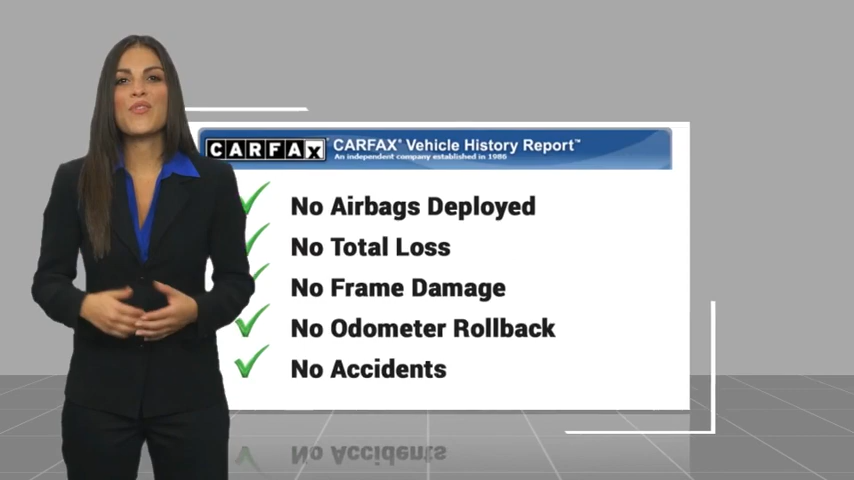 CARFAX CARFAX® Vehicle History Report™
An independent company established in 1986
No Airbags Deployed
No Total Loss
No Frame Damage
No Odometer Rollback
No Accidents